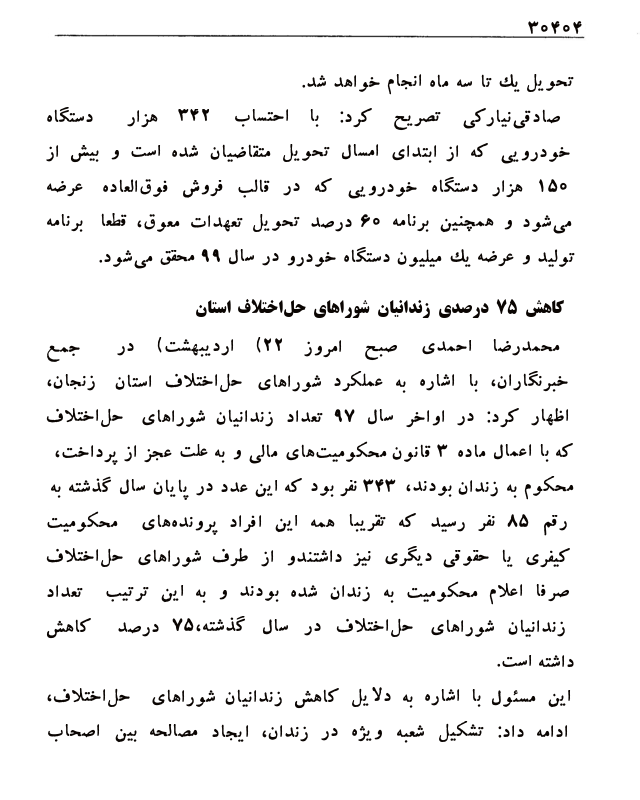 ۳۰۴۰۴
تحویل یك تا سه ماه انجام خواهد شد.
صادقی‌نیارکی تصریح کرد: با احتساب ۳۴۲ هزار دستگاه
خودرویی که از ابتدای امسال تحویل متقاضیان شده است و بیش از
۱۵۰ هزار دستگاه خودرویی که در قالب فروش فوق‌العاده عرضه
می‌شود و همچنین برنامه ۶۰ درصد تحویل تعهدات معوق، قطعا برنامه
تولید و عرضه یك میلیون دستگاه خودرو در سال ۹۹ محقق می‌شود.
کاهش ۷۵ درصدی زندانیان شوراهای حل‌اختلاف استان
محمدرضا احمدی صبح امروز ۲۲) اردیبهشت) در جمع
خبرنگاران، با اشاره به عملکرد شوراهای حل‌اختلاف استان زنجان،
اظهار کرد: در اواخر سال ۹۷ تعداد زندانیان شوراهای حل‌اختلاف
که با اعمال ماده ۳ قانون محکومیت‌های مالی و به علت عجز از پرداخت،
محکوم به زندان بودند، ۳۴۳ نفر بود که این عدد در پایان سال گذشته به
رقم ۸۵ نفر رسید که تقریبا همه این افراد پرونده‌های محکومیت
کیفری یا حقوقی دیگری نیز داشتندو از طرف شوراهای حل‌اختلاف
صرفا اعلام محکومیت به زندان شده بودند و به این ترتیب تعداد
زندانیان شوراهای حل‌اختلاف در سال گذشته،۷۵ درصد کاهش
داشته است.
این مسئول با اشاره به دلایل کاهش زندانیان شوراهای حل‌اختلاف،
ادامه داد: تشکیل شعبه ویژه در زندان، ایجاد مصالحه بین اصحاب